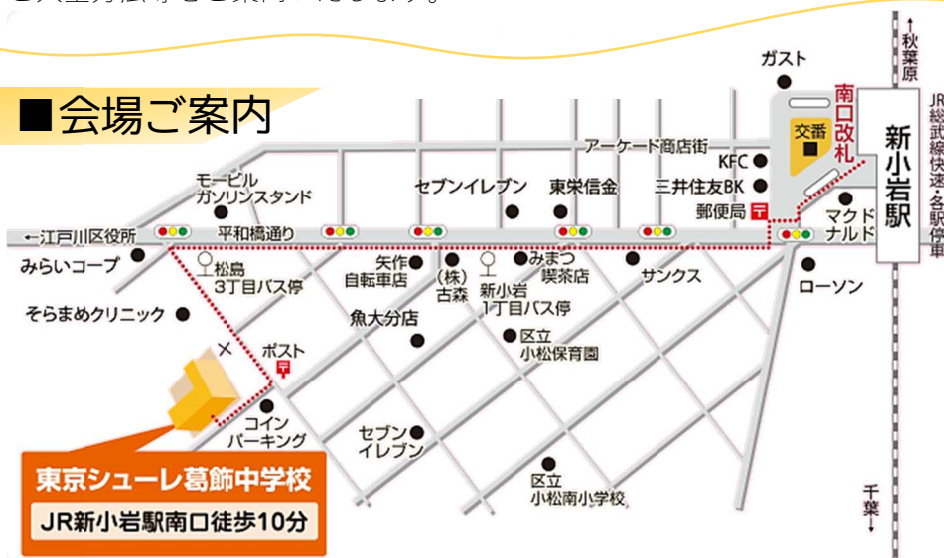 ガスト
↑秋葉原
■会場ご案内
南口改札
JR総武線快速・各駅停車
新小岩駅
交番
アーケード商店街
KFC
モービル
ガソリンスタンド
セブンイレブン
東栄信金
三井住友BK
郵便局
マクド
ナルド
←江戸川区役所
平和橋通り
みらいコープ
松島
3丁目バス停
矢作
自転車店
(株)
古森
新小岩
1丁目バス停
みまつ
喫茶店
サンクス
ローソン
そらまめクリニック
魚大分店
区立
小松保育園
ポスト
コイン
パーキング
セブン
イレブン
区立
小松南小学校
千葉→
東京シューレ葛飾中学校
JR新小岩駅南口徒歩10分